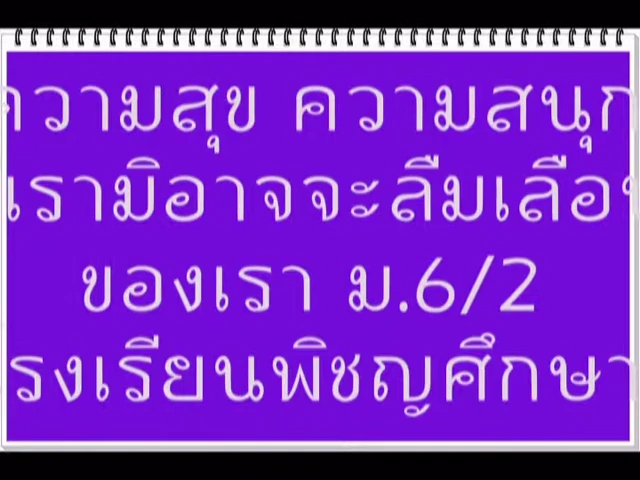 ความสุข ความสนุก
เรามิอาจจะลืมเลือ
ของเรา ม.6/2
รงเรียนพิชญศึกษา